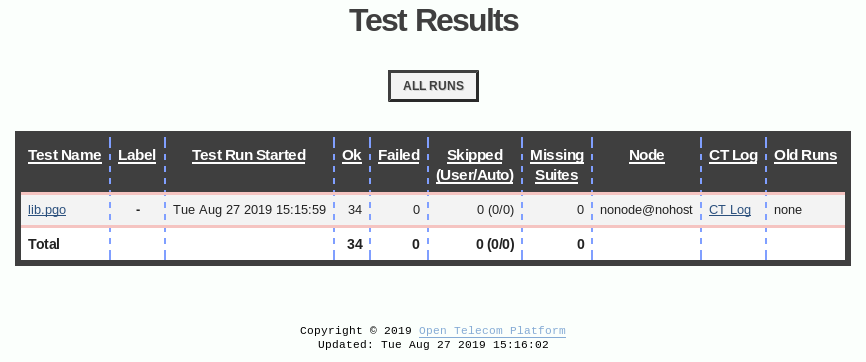 Test Results
ALL RUNS
Test Name Label Test Run Started Ok Failed Skipped (User/Auto) Missing Suites Node CT Log Old Runs
lib.pgo - Tue Aug 27 2019 15:15:59 34 0 0 (0/0) 0 nonode@nohost CT Log none
Total 34 0 0 (0/0) 0
Copyright © 2019 Open Telecom Platform
Updated: Tue Aug 27 2019 15:16:02